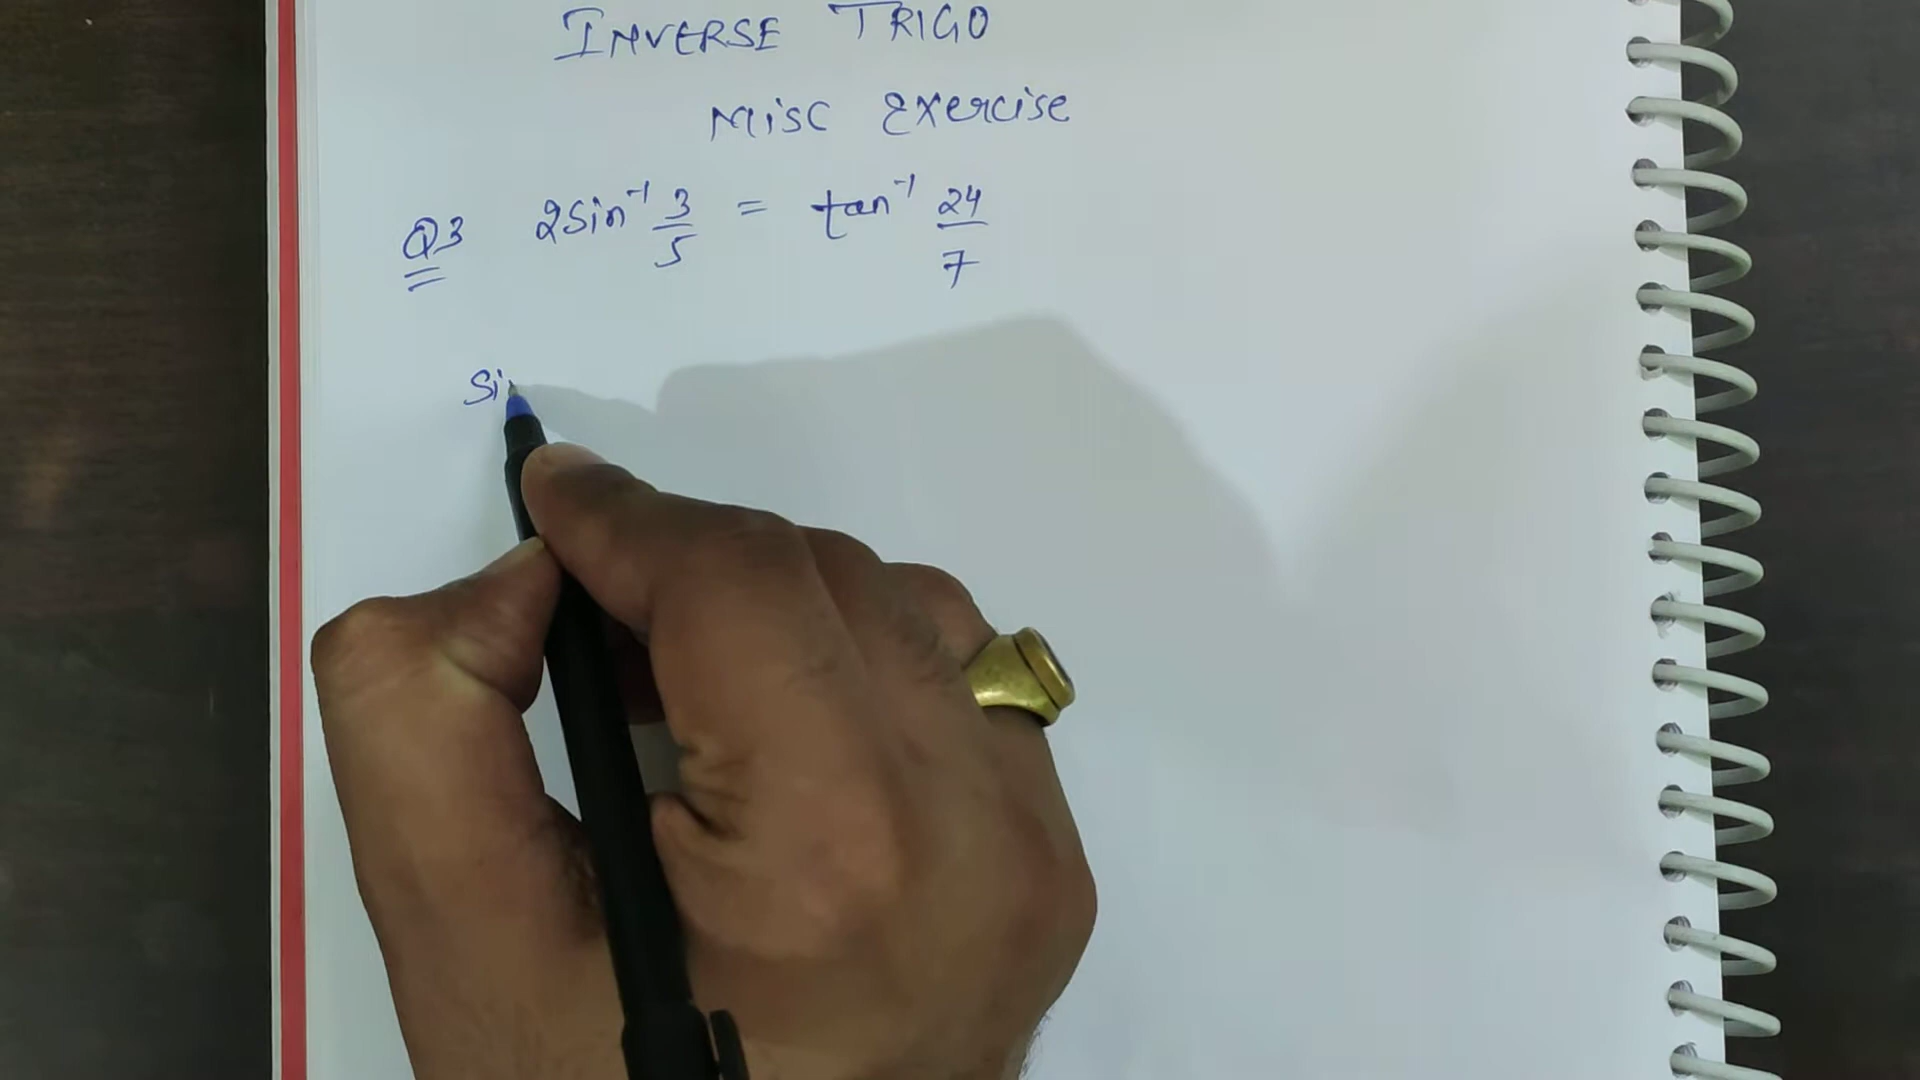 INVERSE TRIGO
Misc Exercise
Q3 2Sin⁻¹ 3/5 = tan⁻¹ 24/7
Si